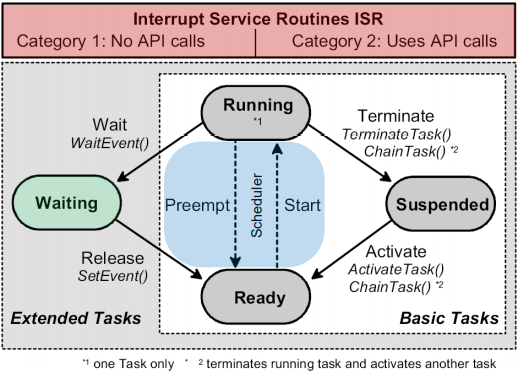 Interrupt Service Routines ISR
Category 1: No API calls
Category 2: Uses API calls
Running
*1
Wait
WaitEvent()
Terminate
TerminateTask()
ChainTask() *2
Waiting
Preempt
Scheduler
Start
Suspended
Release
SetEvent()
Activate
ActivateTask()
ChainTask() *2
Ready
Extended Tasks
Basic Tasks
*1 one Task only * 2 terminates running task and activates another task